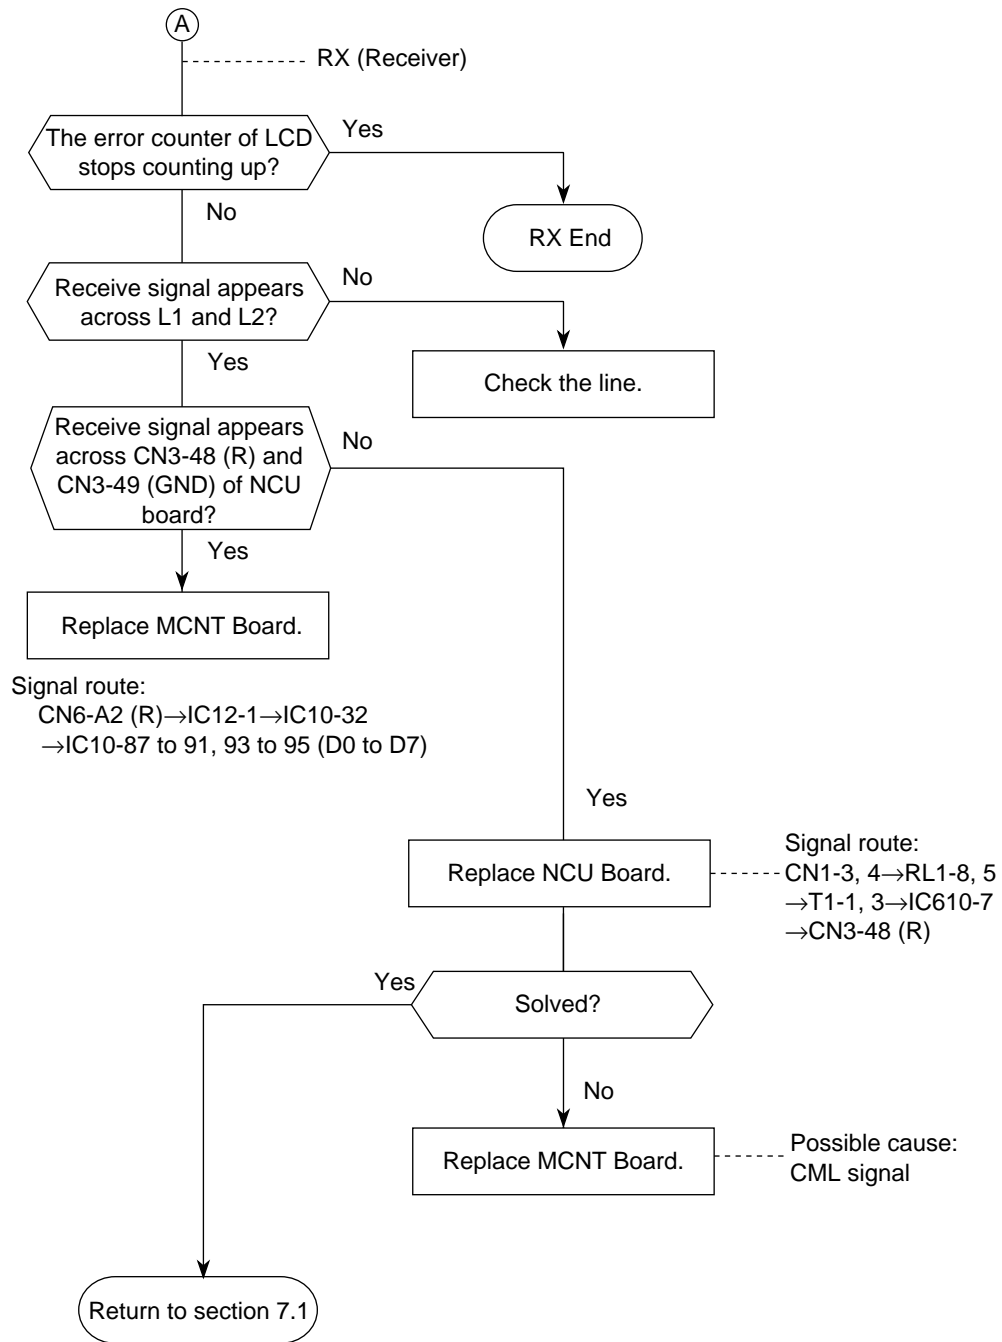 A
RX (Receiver)
The error counter of LCD
stops counting up?
Yes
No
RX End
Receive signal appears
across L1 and L2?
No
Yes
Check the line.
Receive signal appears
across CN3-48 (R) and
CN3-49 (GND) of NCU
board?
No
Yes
Replace MCNT Board.
Signal route:
CN6-A2 (R)→IC12-1→IC10-32
→IC10-87 to 91, 93 to 95 (D0 to D7)
Yes
Replace NCU Board.
Signal route:
CN1-3, 4→RL1-8, 5
→T1-1, 3→IC610-7
→CN3-48 (R)
Yes
Solved?
No
Replace MCNT Board.
Possible cause:
CML signal
Return to section 7.1